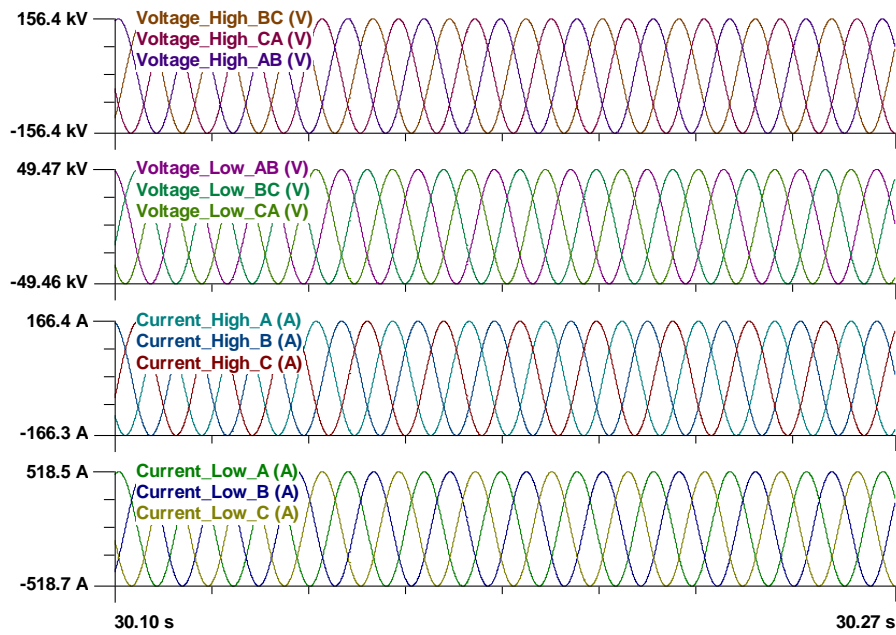 156.4 kV
Voltage_High_BC (V)
Voltage_High_CA (V)
Voltage_High_AB (V)
-156.4 kV
49.47 kV
Voltage_Low_AB (V)
Voltage_Low_BC (V)
Voltage_Low_CA (V)
-49.46 kV
166.4 A
Current_High_A (A)
Current_High_B (A)
Current_High_C (A)
-166.3 A
518.5 A
Current_Low_A (A)
Current_Low_B (A)
Current_Low_C (A)
-518.7 A
30.10 s
30.27 s